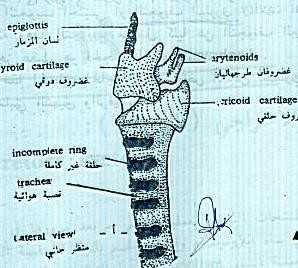 epiglottis
لسان المزمار
yroid cartilage
غضروف درقي
arytenoids
غضروفان طرجهاليان
ricoid cartilage
روف حلقي
incomplete ring
حلقة غير كاملة
trachea
قصبة هوائية
Lateral view
- أ -
منظر جانبي